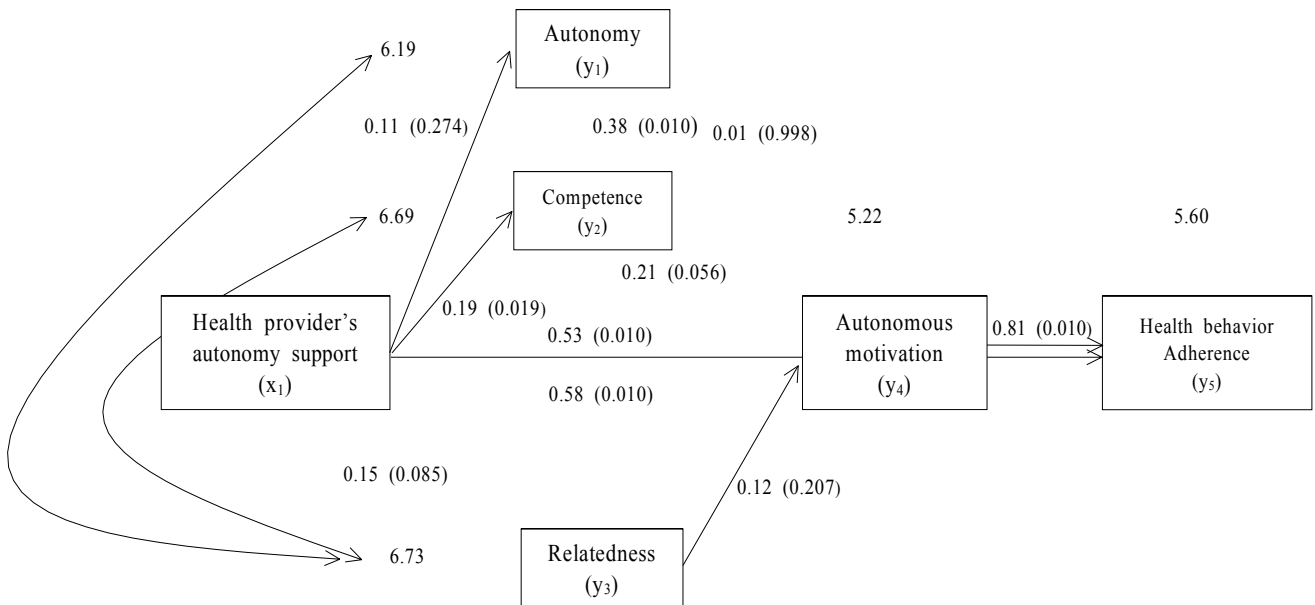 Autonomy
(y₁)
6.19
0.11 (0.274)
0.38 (0.010)
0.01 (0.998)
Competence
(y₂)
6.69
5.22
5.60
0.21 (0.056)
0.19 (0.019)
Health provider's
autonomy support
(x₁)
0.53 (0.010)
0.58 (0.010)
Autonomous
motivation
(y₄)
0.81 (0.010)
Health behavior
Adherence
(y₅)
0.15 (0.085)
0.12 (0.207)
6.73
Relatedness
(y₃)